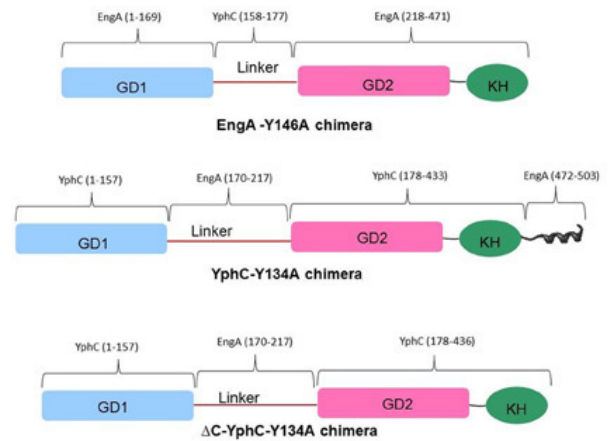 EngA (1-169) YphC (158-177) EngA (218-471)
Linker
GD1 GD2 KH
EngA -Y146A chimera
YphC (1-157) EngA (170-217) YphC (178-433) EngA (472-503)
Linker
GD1 GD2 KH
YphC-Y134A chimera
YphC (1-157) EngA (170-217) YphC (178-436)
GD1 Linker GD2 KH
ΔC-YphC-Y134A chimera